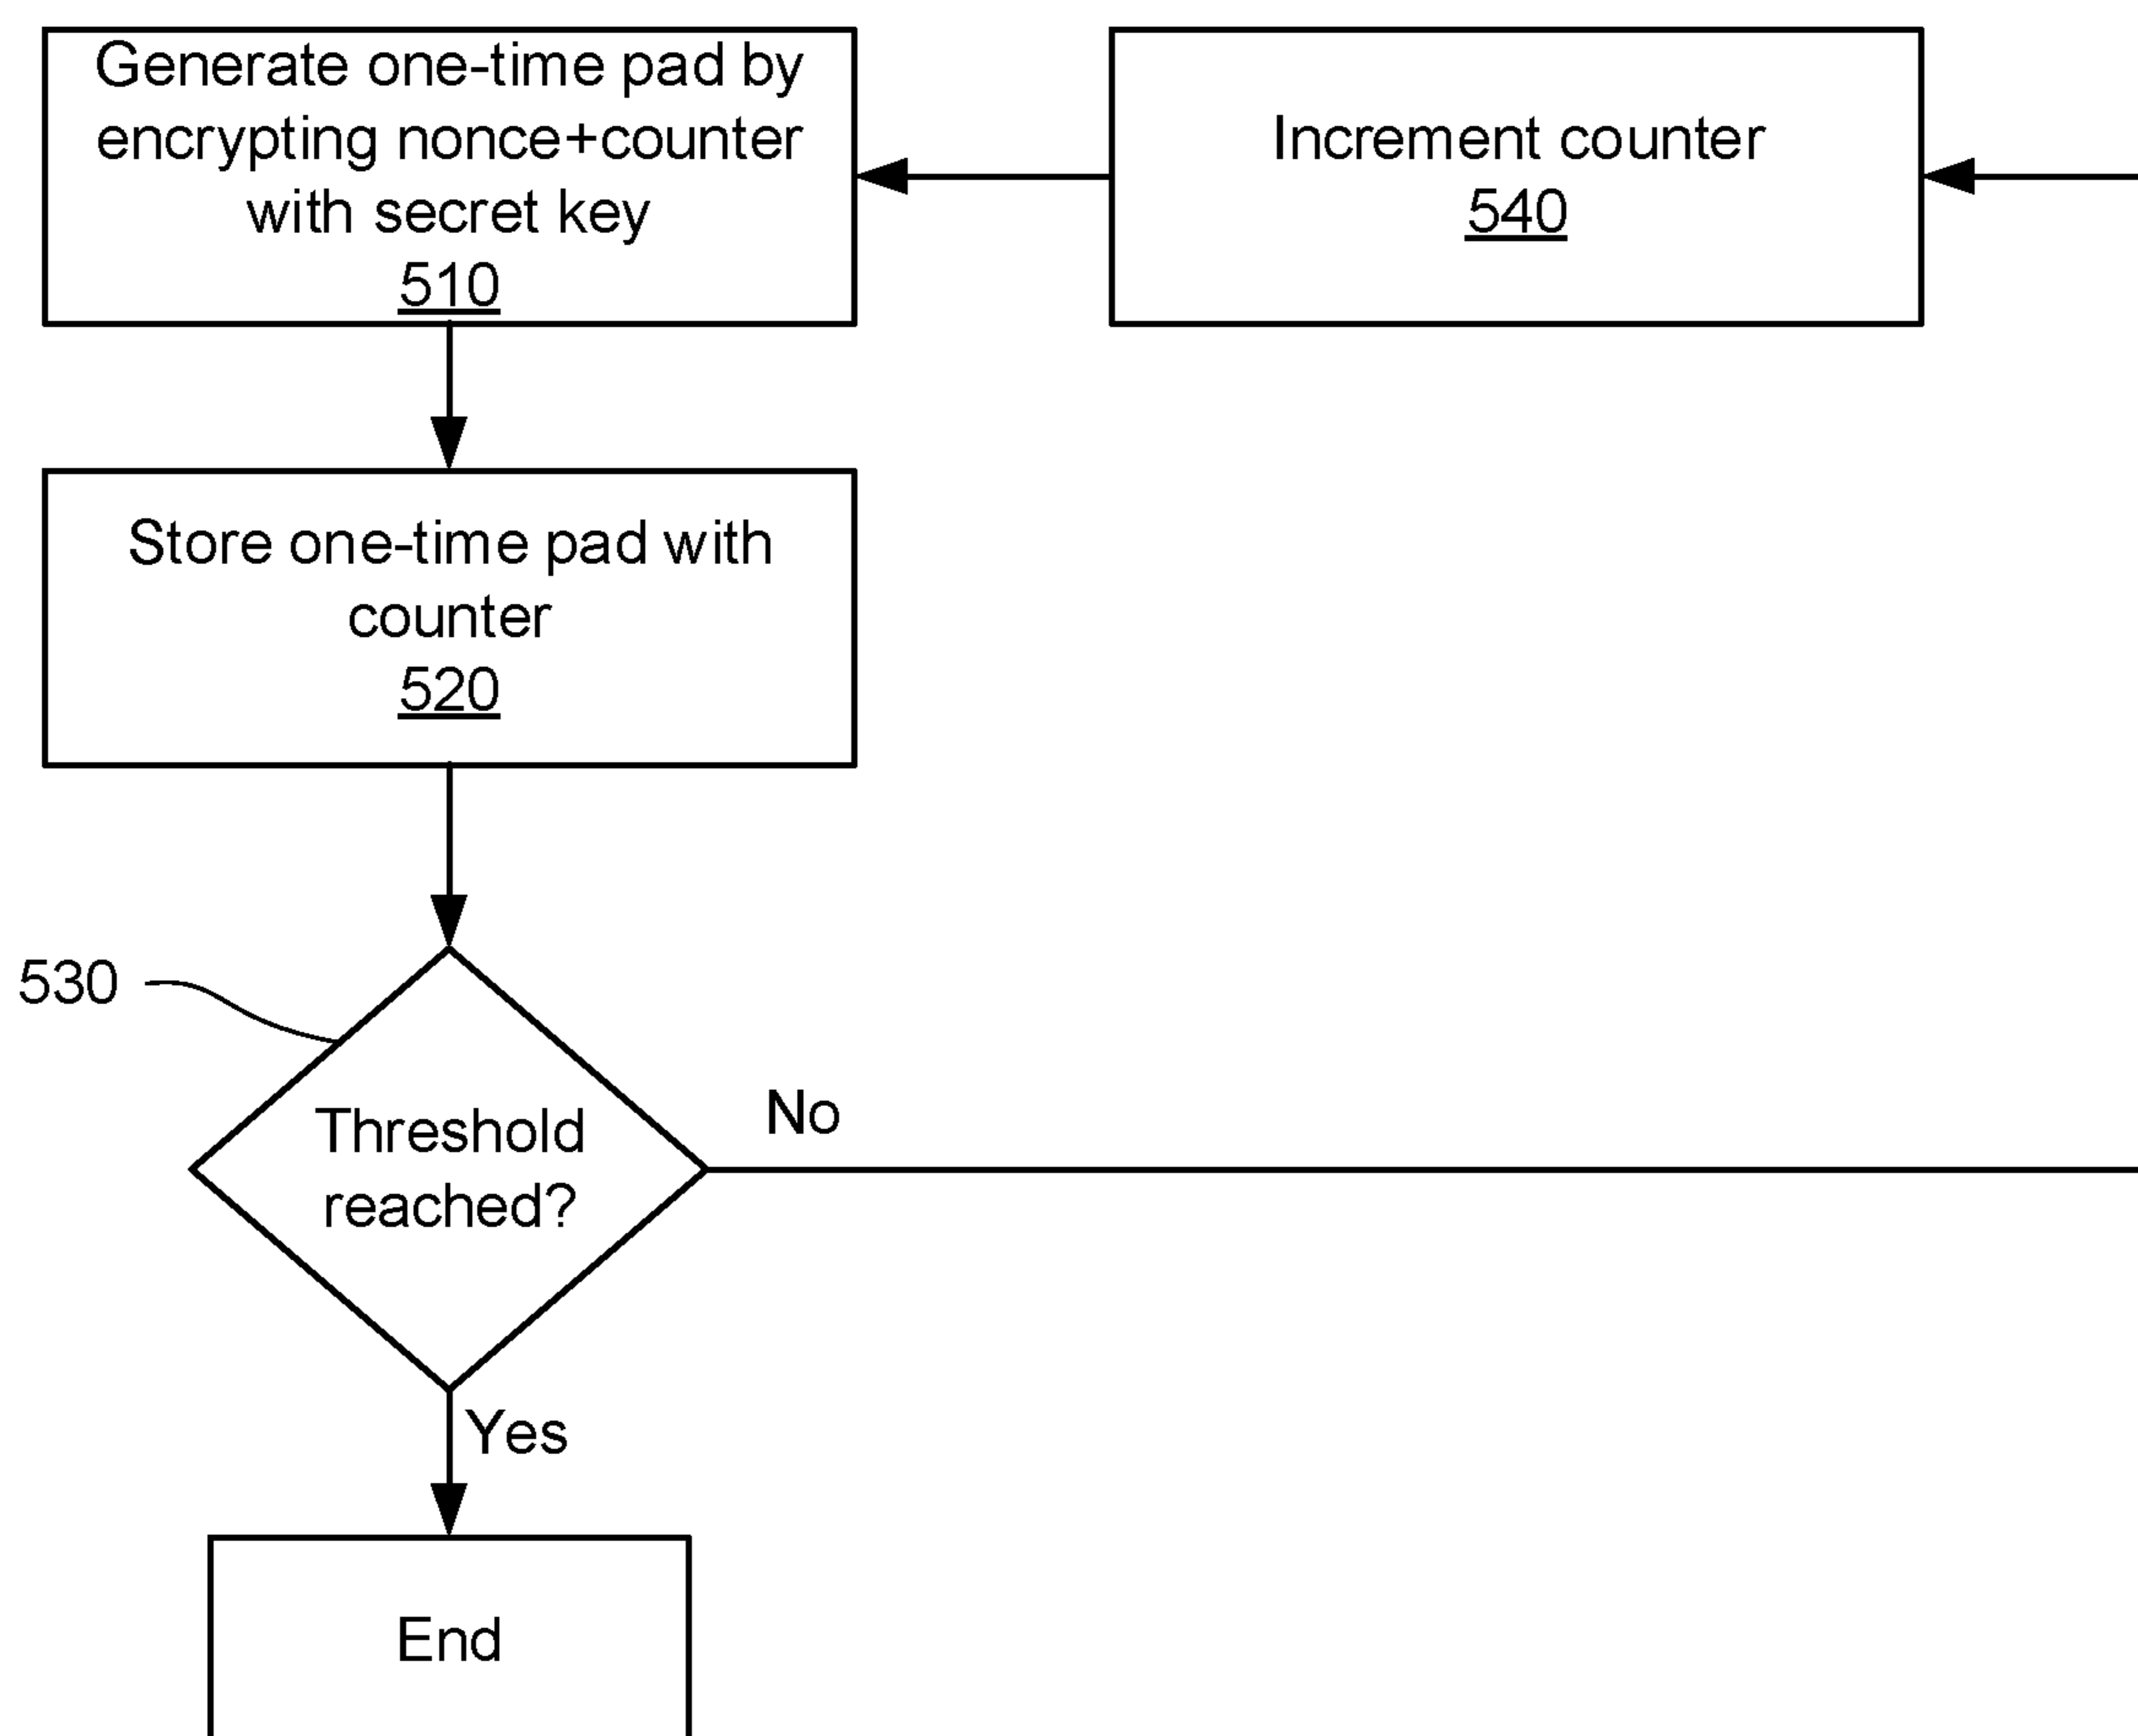 Generate one-time pad by
encrypting nonce+counter
with secret key
510
Increment counter
540
Store one-time pad with
counter
520
530
Threshold
reached?
No
Yes
End